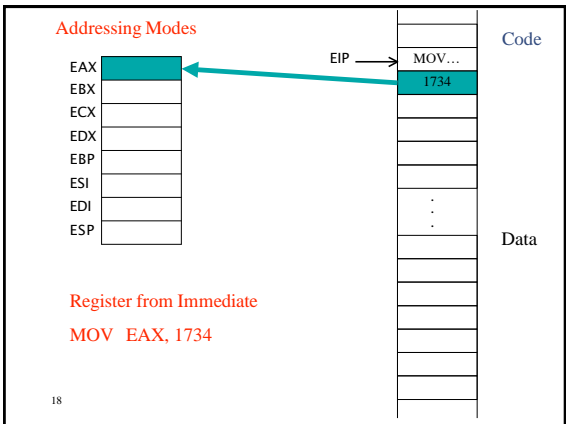 Addressing Modes
Code
EIP
MOV…
1734
EAX
EBX
ECX
EDX
EBP
ESI
EDI
ESP
.
.
.
Data
Register from Immediate
MOV EAX, 1734
18